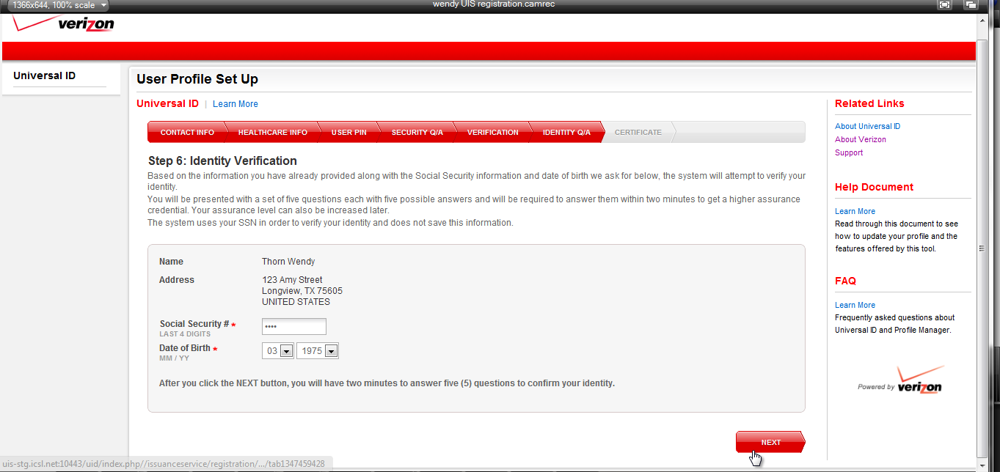 1366x644, 100% scale
wendy UIS registration.camrec
verizon
Universal ID
User Profile Set Up
Universal ID | Learn More
CONTACT INFO HEALTHCARE INFO USER PIN SECURITY Q/A VERIFICATION IDENTITY Q/A CERTIFICATE
Step 6: Identity Verification
Based on the information you have already provided along with the Social Security information and date of birth we ask for below, the system will attempt to verify your
identity.
You will be presented with a set of five questions each with five possible answers and will be required to answer them within two minutes to get a higher assurance
credential. Your assurance level can also be increased later.
The system uses your SSN in order to verify your identity and does not save this information.
Name Thorn Wendy
Address 123 Amy Street
Longview, TX 75605
UNITED STATES
Social Security # * ••••
LAST 4 DIGITS
Date of Birth * 03 1975
MM / YY
After you click the NEXT button, you will have two minutes to answer five (5) questions to confirm your identity.
NEXT
Related Links
About Universal ID
About Verizon
Support
Help Document
Learn More
Read through this document to see
how to update your profile and the
features offered by this tool.
FAQ
Learn More
Frequently asked questions about
Universal ID and Profile Manager.
Powered by verizon
uis-stg.icsl.net:10443/uid/index.php//issuanceservice/registration/.../tab1347459428